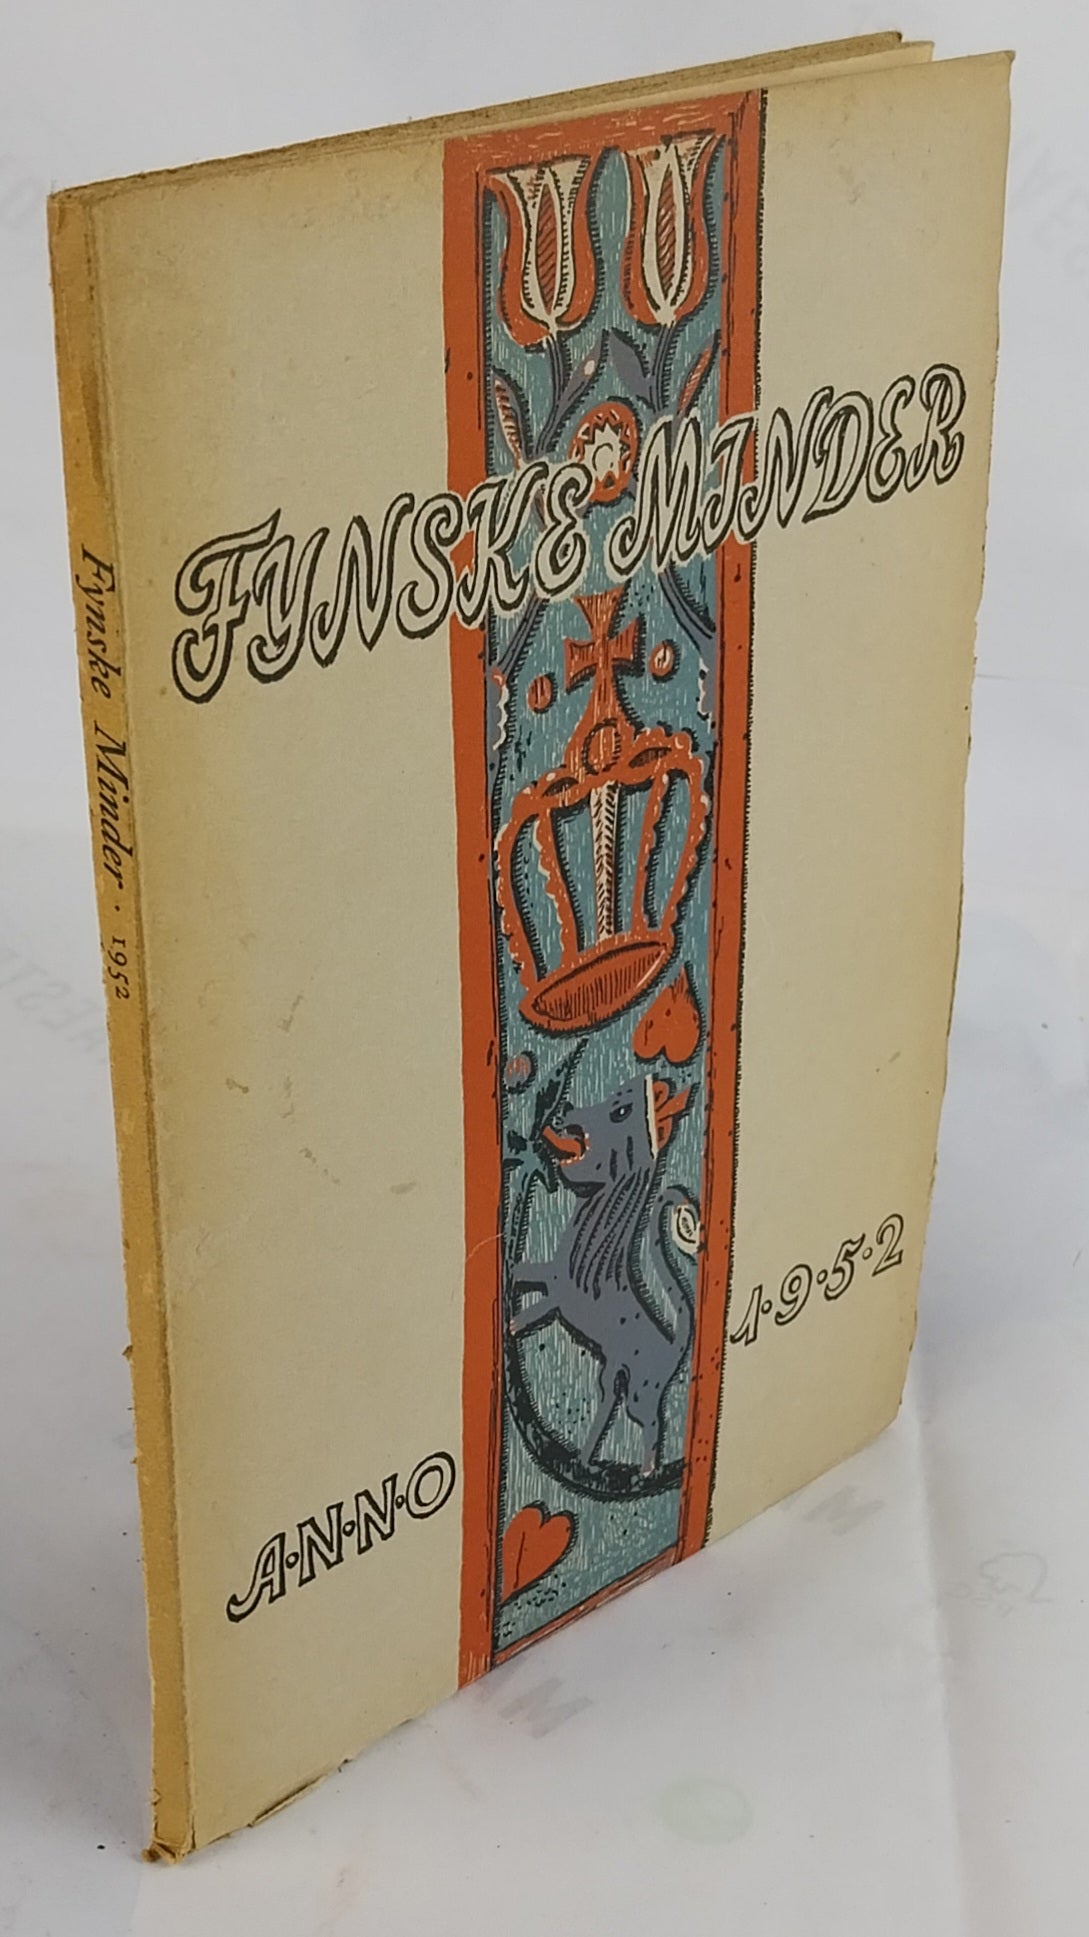 FYNSKE MINDER
A·N·N·O 1·9·5·2
Fynske Minder · 1952